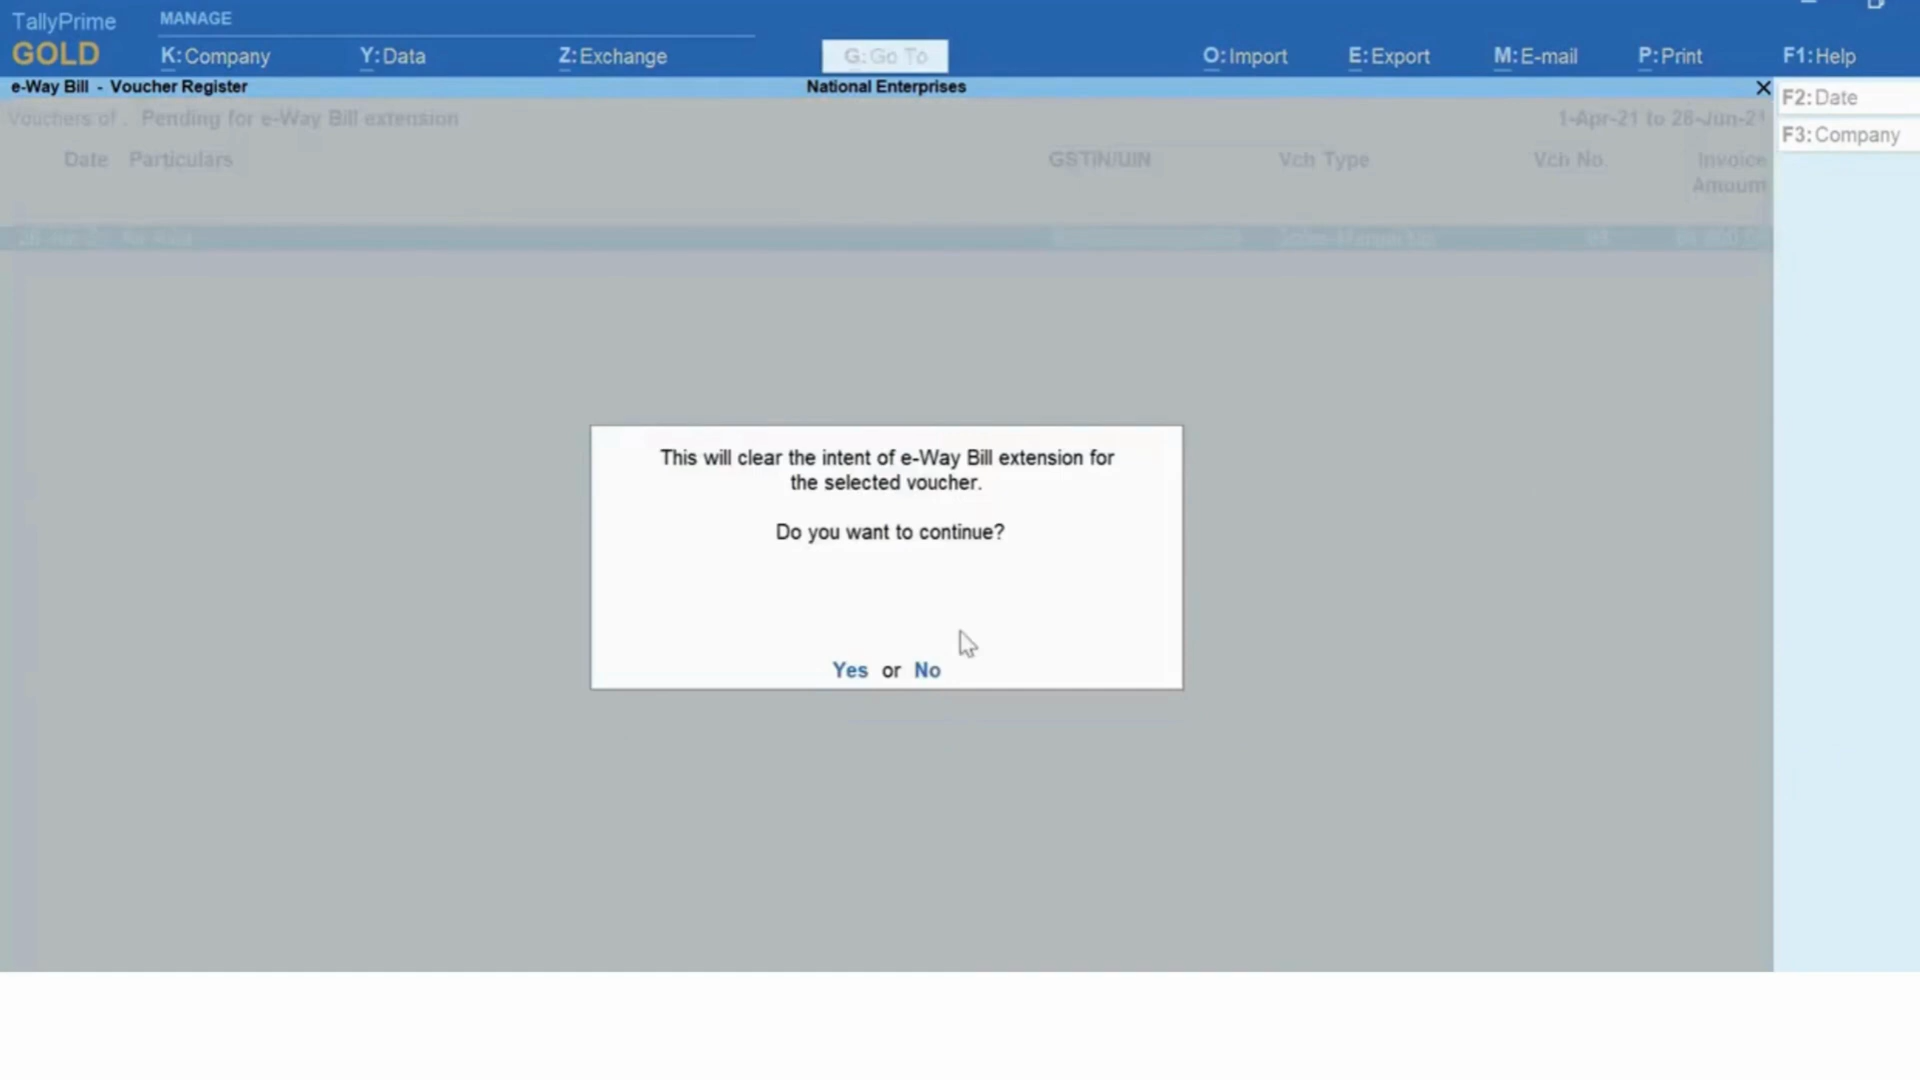 TallyPrime
GOLD
MANAGE
K:Company
Y:Data
Z:Exchange
G:Go To
O:Import
E:Export
M:E-mail
P:Print
F1:Help
e-Way Bill - Voucher Register
National Enterprises
F2:Date
F3:Company
Vouchers of : Pending for e-Way Bill extension
1-Apr-21 to 28-Jun-21
Date Particulars
GSTIN/UIN
Vch Type
Vch No.
Invoice
Amount
This will clear the intent of e-Way Bill extension for
the selected voucher.
Do you want to continue?
Yes or No